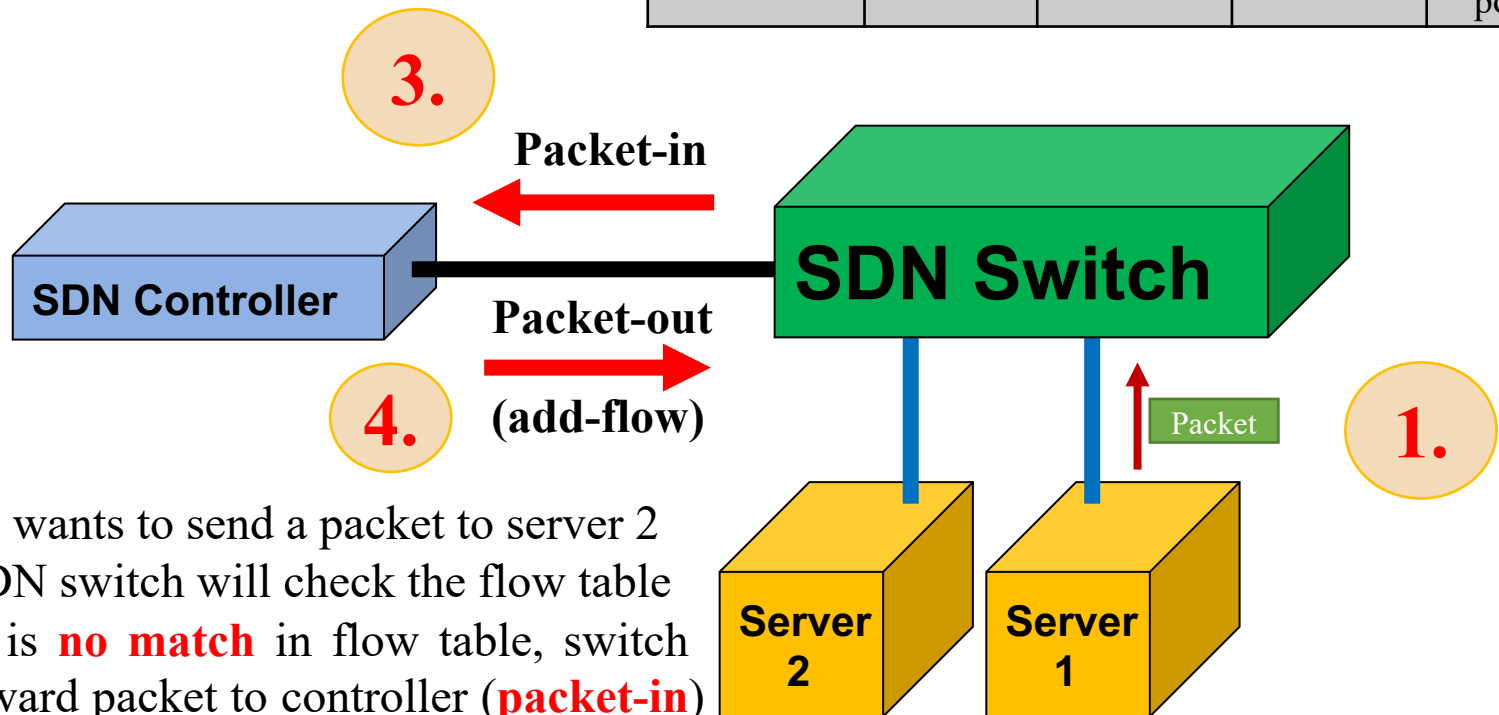 3.
Packet-in
SDN Controller
SDN Switch
Packet-out
4.
(add-flow)
Packet
1.
wants to send a packet to server 2
switch will check the flow table
is no match in flow table, switch
packet to controller (packet-in)
Server
2
Server
1